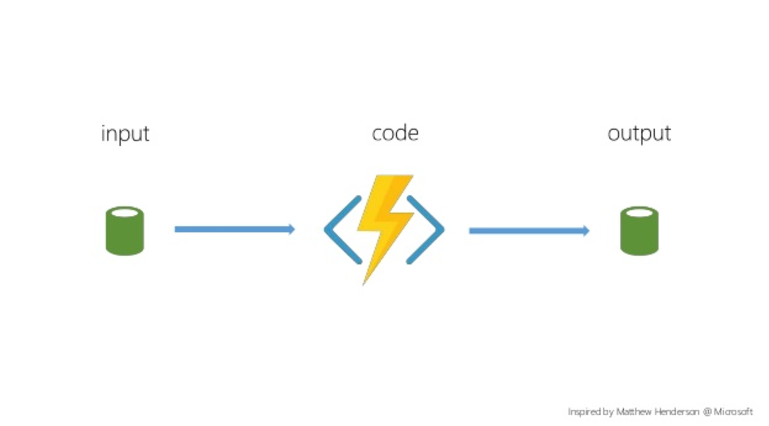 input
code
output
Inspired by Matthew Henderson @ Microsoft